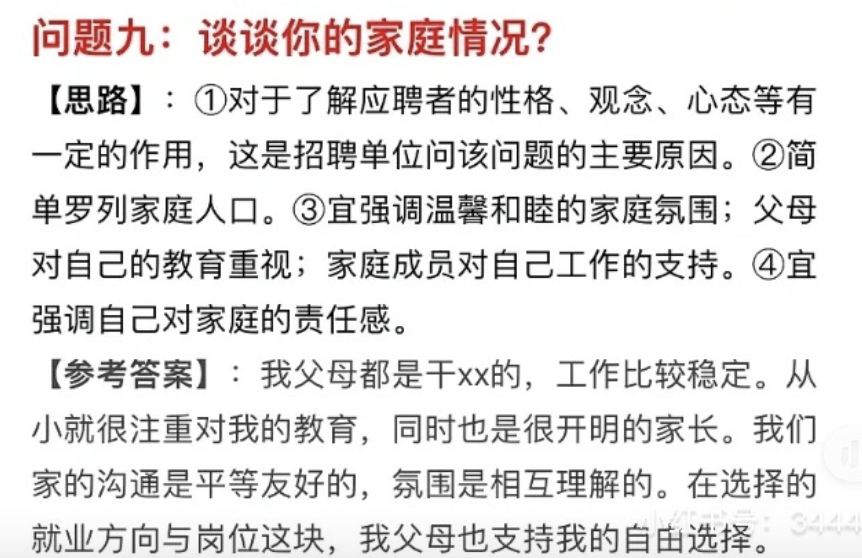 问题九：谈谈你的家庭情况？
【思路】：①对于了解应聘者的性格、观念、心态等有
一定的作用，这是招聘单位问该问题的主要原因。②简
单罗列家庭人口。③宜强调温馨和睦的家庭氛围；父母
对自己的教育重视；家庭成员对自己工作的支持。④宜
强调自己对家庭的责任感。
【参考答案】：我父母都是干xx的，工作比较稳定。从
小就很注重对我的教育，同时也是很开明的家长。我们
家的沟通是平等友好的，氛围是相互理解的。在选择的
就业方向与岗位这块，我父母也支持我的自由选择。